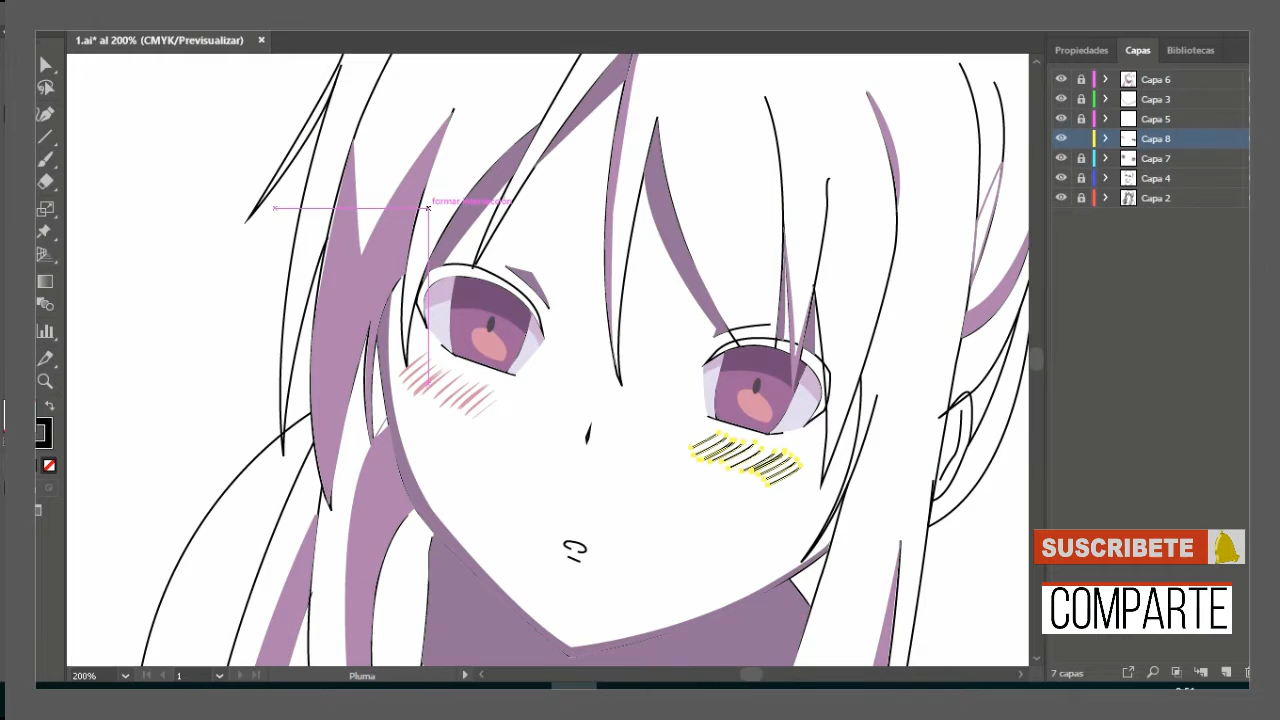 1.ai* al 200% (CMYK/Previsualizar) ×
Propiedades Capas Bibliotecas
Capa 6
Capa 3
Capa 5
Capa 8
Capa 7
Capa 4
Capa 2
SUSCRIBETE
COMPARTE
200% 1 Pluma
7 capas